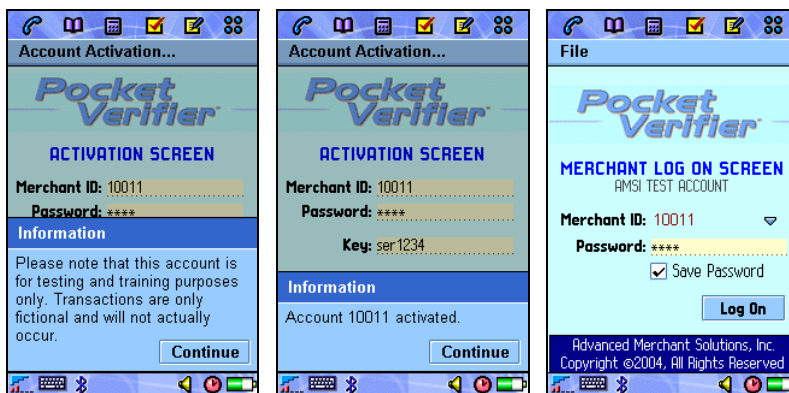 Account Activation...
Pocket
Verifier
ACTIVATION SCREEN
Merchant ID: 10011
Password: ****
Information
Please note that this account is
for testing and training purposes
only. Transactions are only
fictional and will not actually
occur.
Continue
Account Activation...
Pocket
Verifier
ACTIVATION SCREEN
Merchant ID: 10011
Password: ****
Key: ser1234
Information
Account 10011 activated.
Continue
File
Pocket
Verifier
MERCHANT LOG ON SCREEN
AMSI TEST ACCOUNT
Merchant ID: 10011
Password: ****
Save Password
Log On
Advanced Merchant Solutions, Inc.
Copyright ©2004, All Rights Reserved